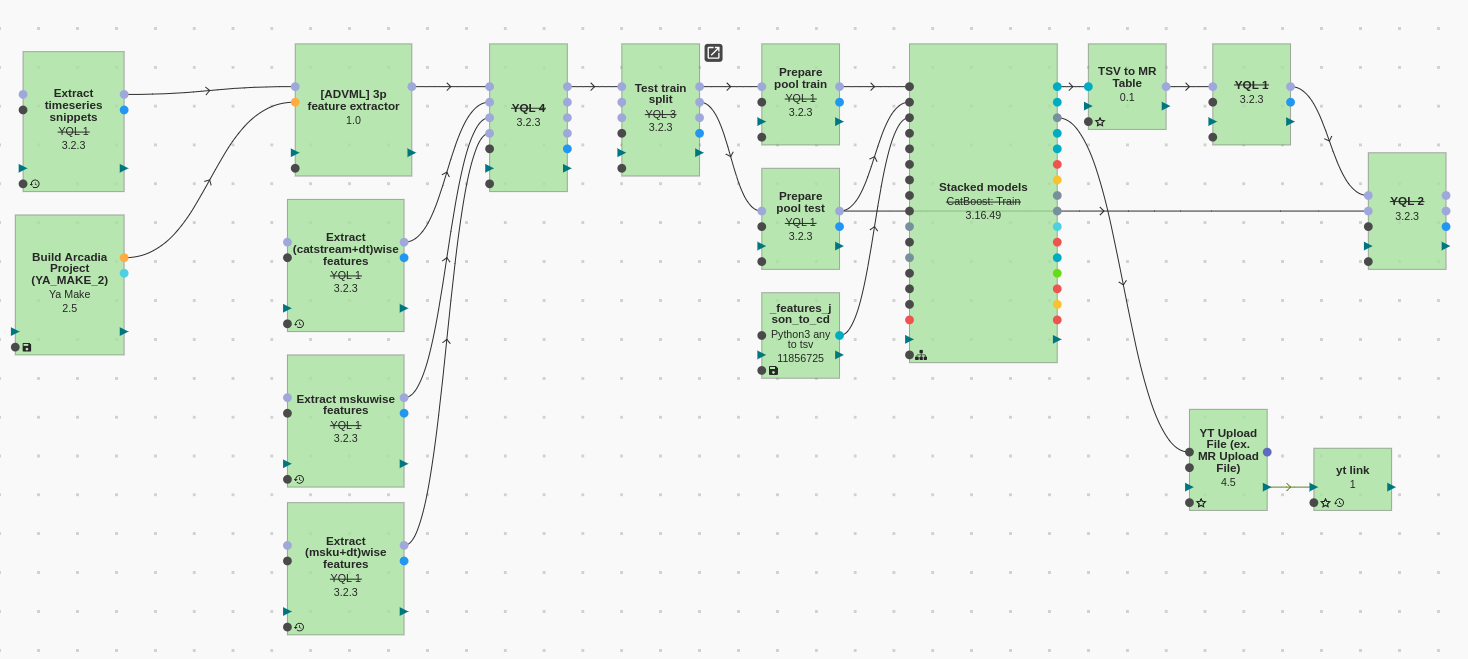 Extract
timeseries
snippets
YQL 1
3.2.3
Build Arcadia
Project
(YA_MAKE_2)
Ya Make
2.5
[ADVML] 3p
feature extractor
1.0
Extract
(catstream+dt)wise
features
YQL 1
3.2.3
Extract mskuwise
features
YQL 1
3.2.3
Extract
(msku+dt)wise
features
YQL 1
3.2.3
YQL 4
3.2.3
Test train
split
YQL 3
3.2.3
Prepare
pool train
YQL 1
3.2.3
Prepare
pool test
YQL 1
3.2.3
_features_j
son_to_cd
Python3 any
to tsv
11856725
Stacked models
CatBoost: Train
3.16.49
TSV to MR
Table
0.1
YQL 1
3.2.3
YQL 2
3.2.3
YT Upload
File (ex.
MR Upload
File)
4.5
yt link
1